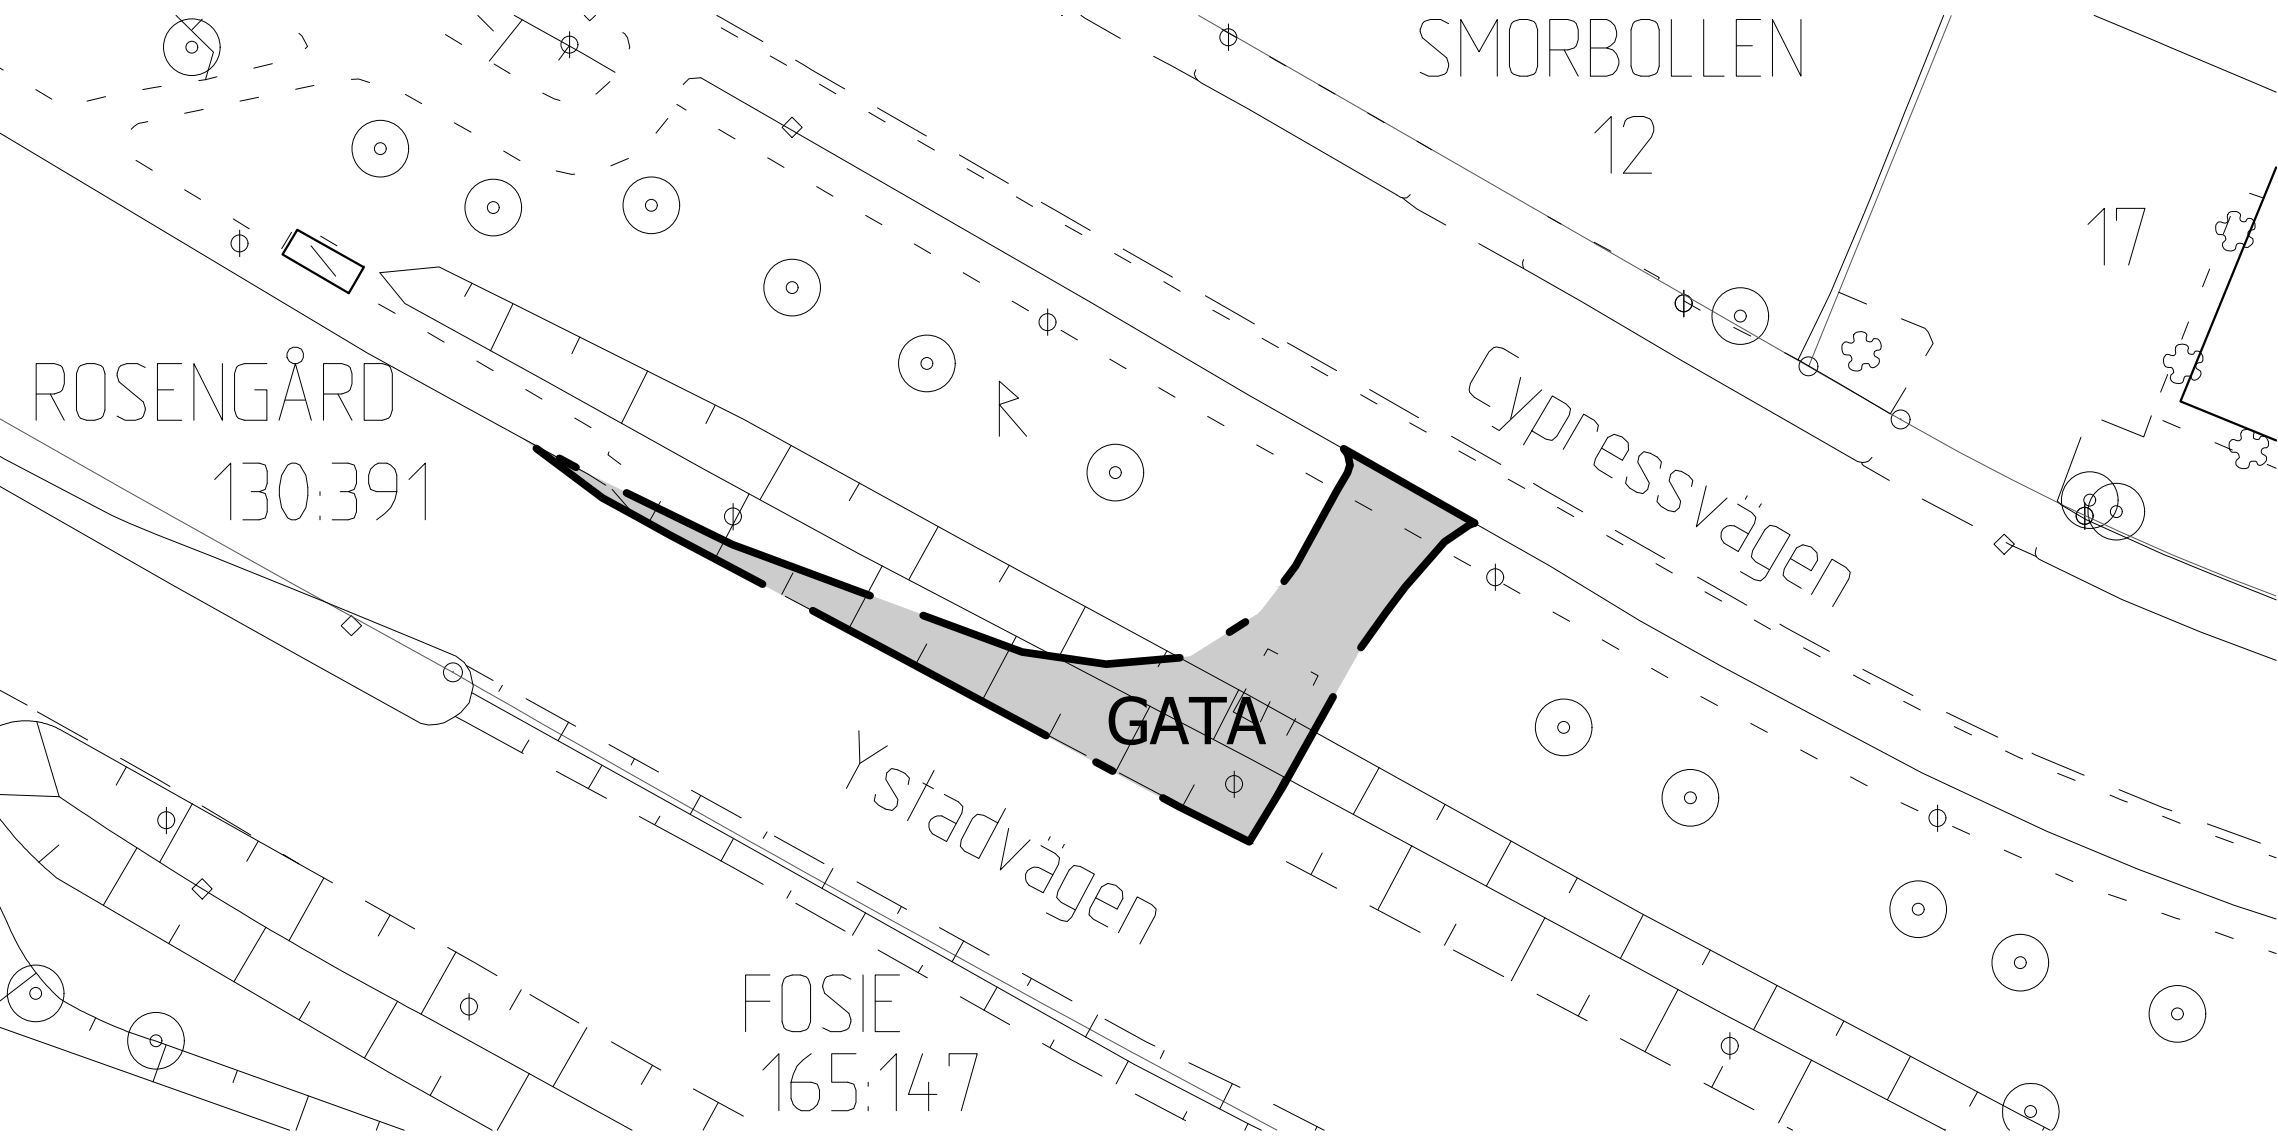 SMORBOLLEN
12
17
ROSENGÅRD
130:391
R
Cypressvägen
GATA
Ystadvägen
FOSIE
165:147